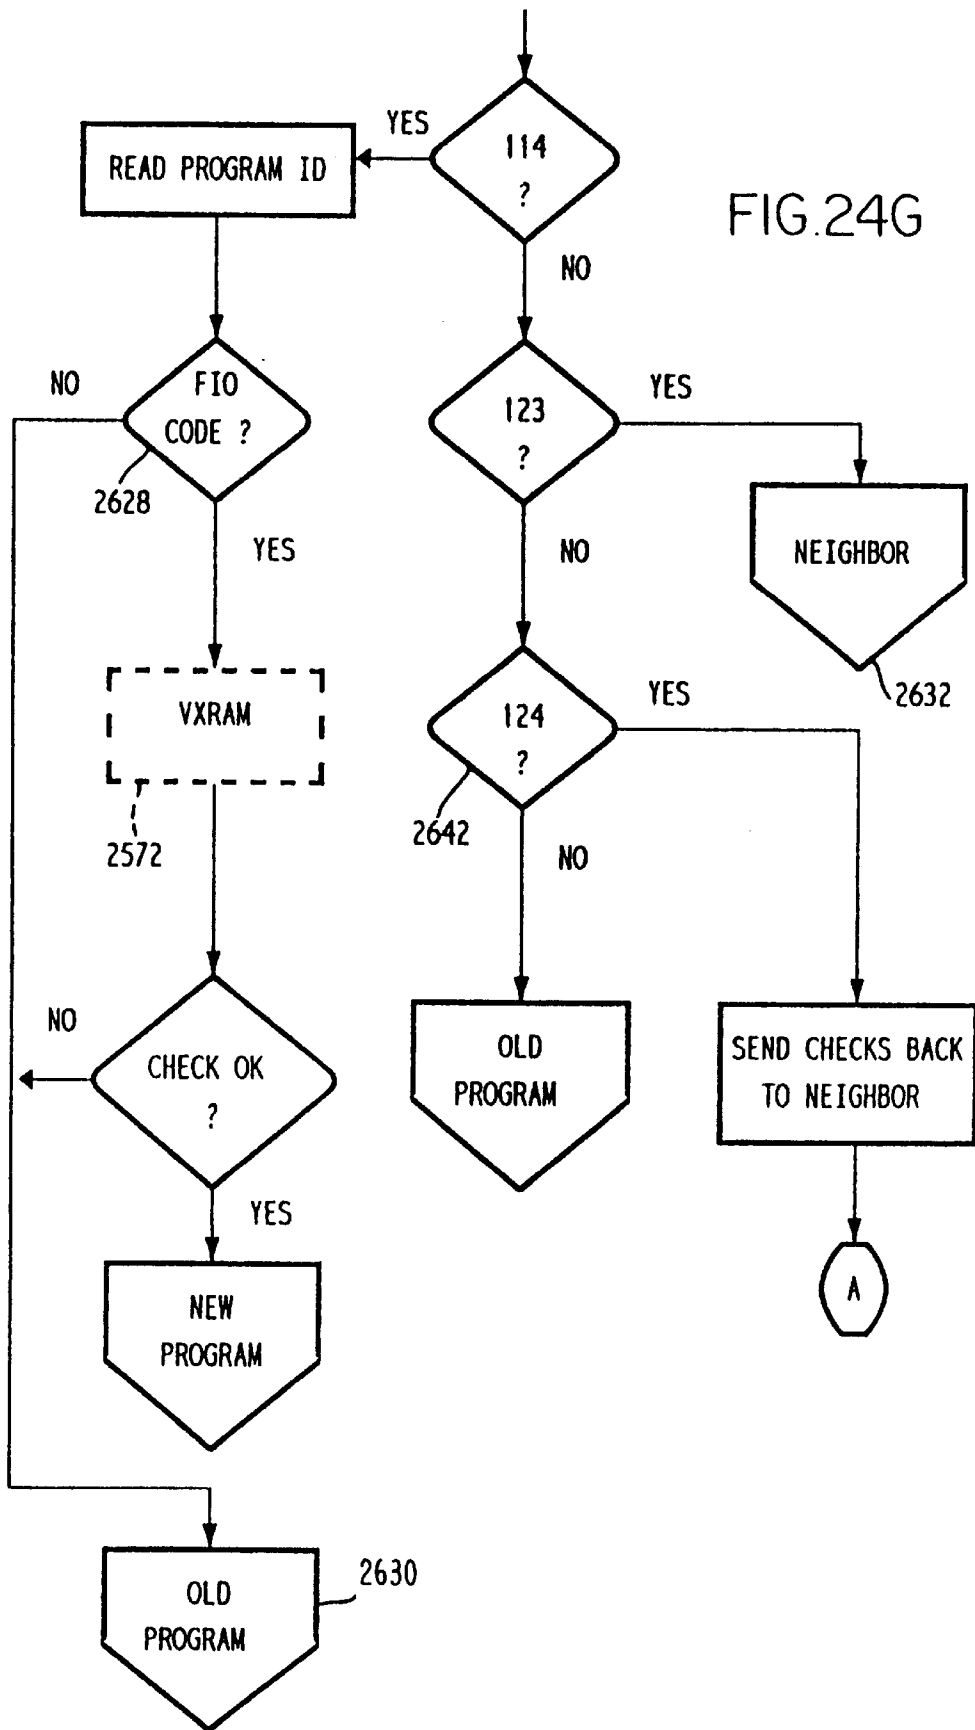 FIG.24G
114
?
YES
NO
READ PROGRAM ID
FIO
CODE ?
NO
YES
2628
VXRAM
2572
CHECK OK
?
NO
YES
NEW
PROGRAM
OLD
PROGRAM
2630
123
?
YES
NO
NEIGHBOR
2632
124
?
YES
NO
2642
OLD
PROGRAM
SEND CHECKS BACK
TO NEIGHBOR
A